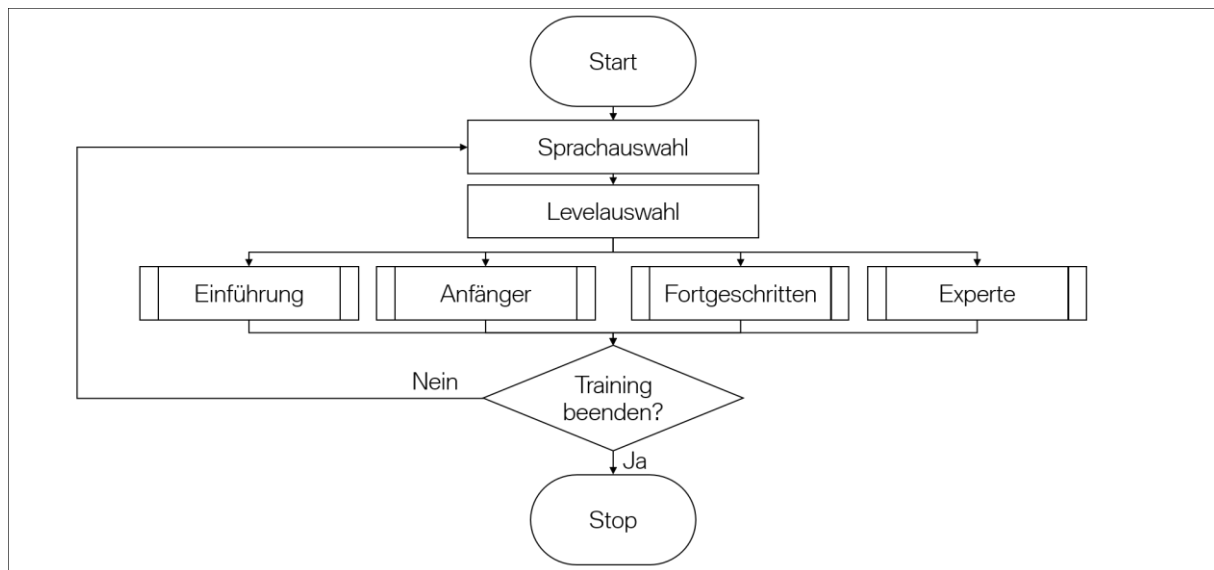 Start
Sprachauswahl
Levelauswahl
Einführung
Anfänger
Fortgeschritten
Experte
Nein
Training
beenden?
Ja
Stop